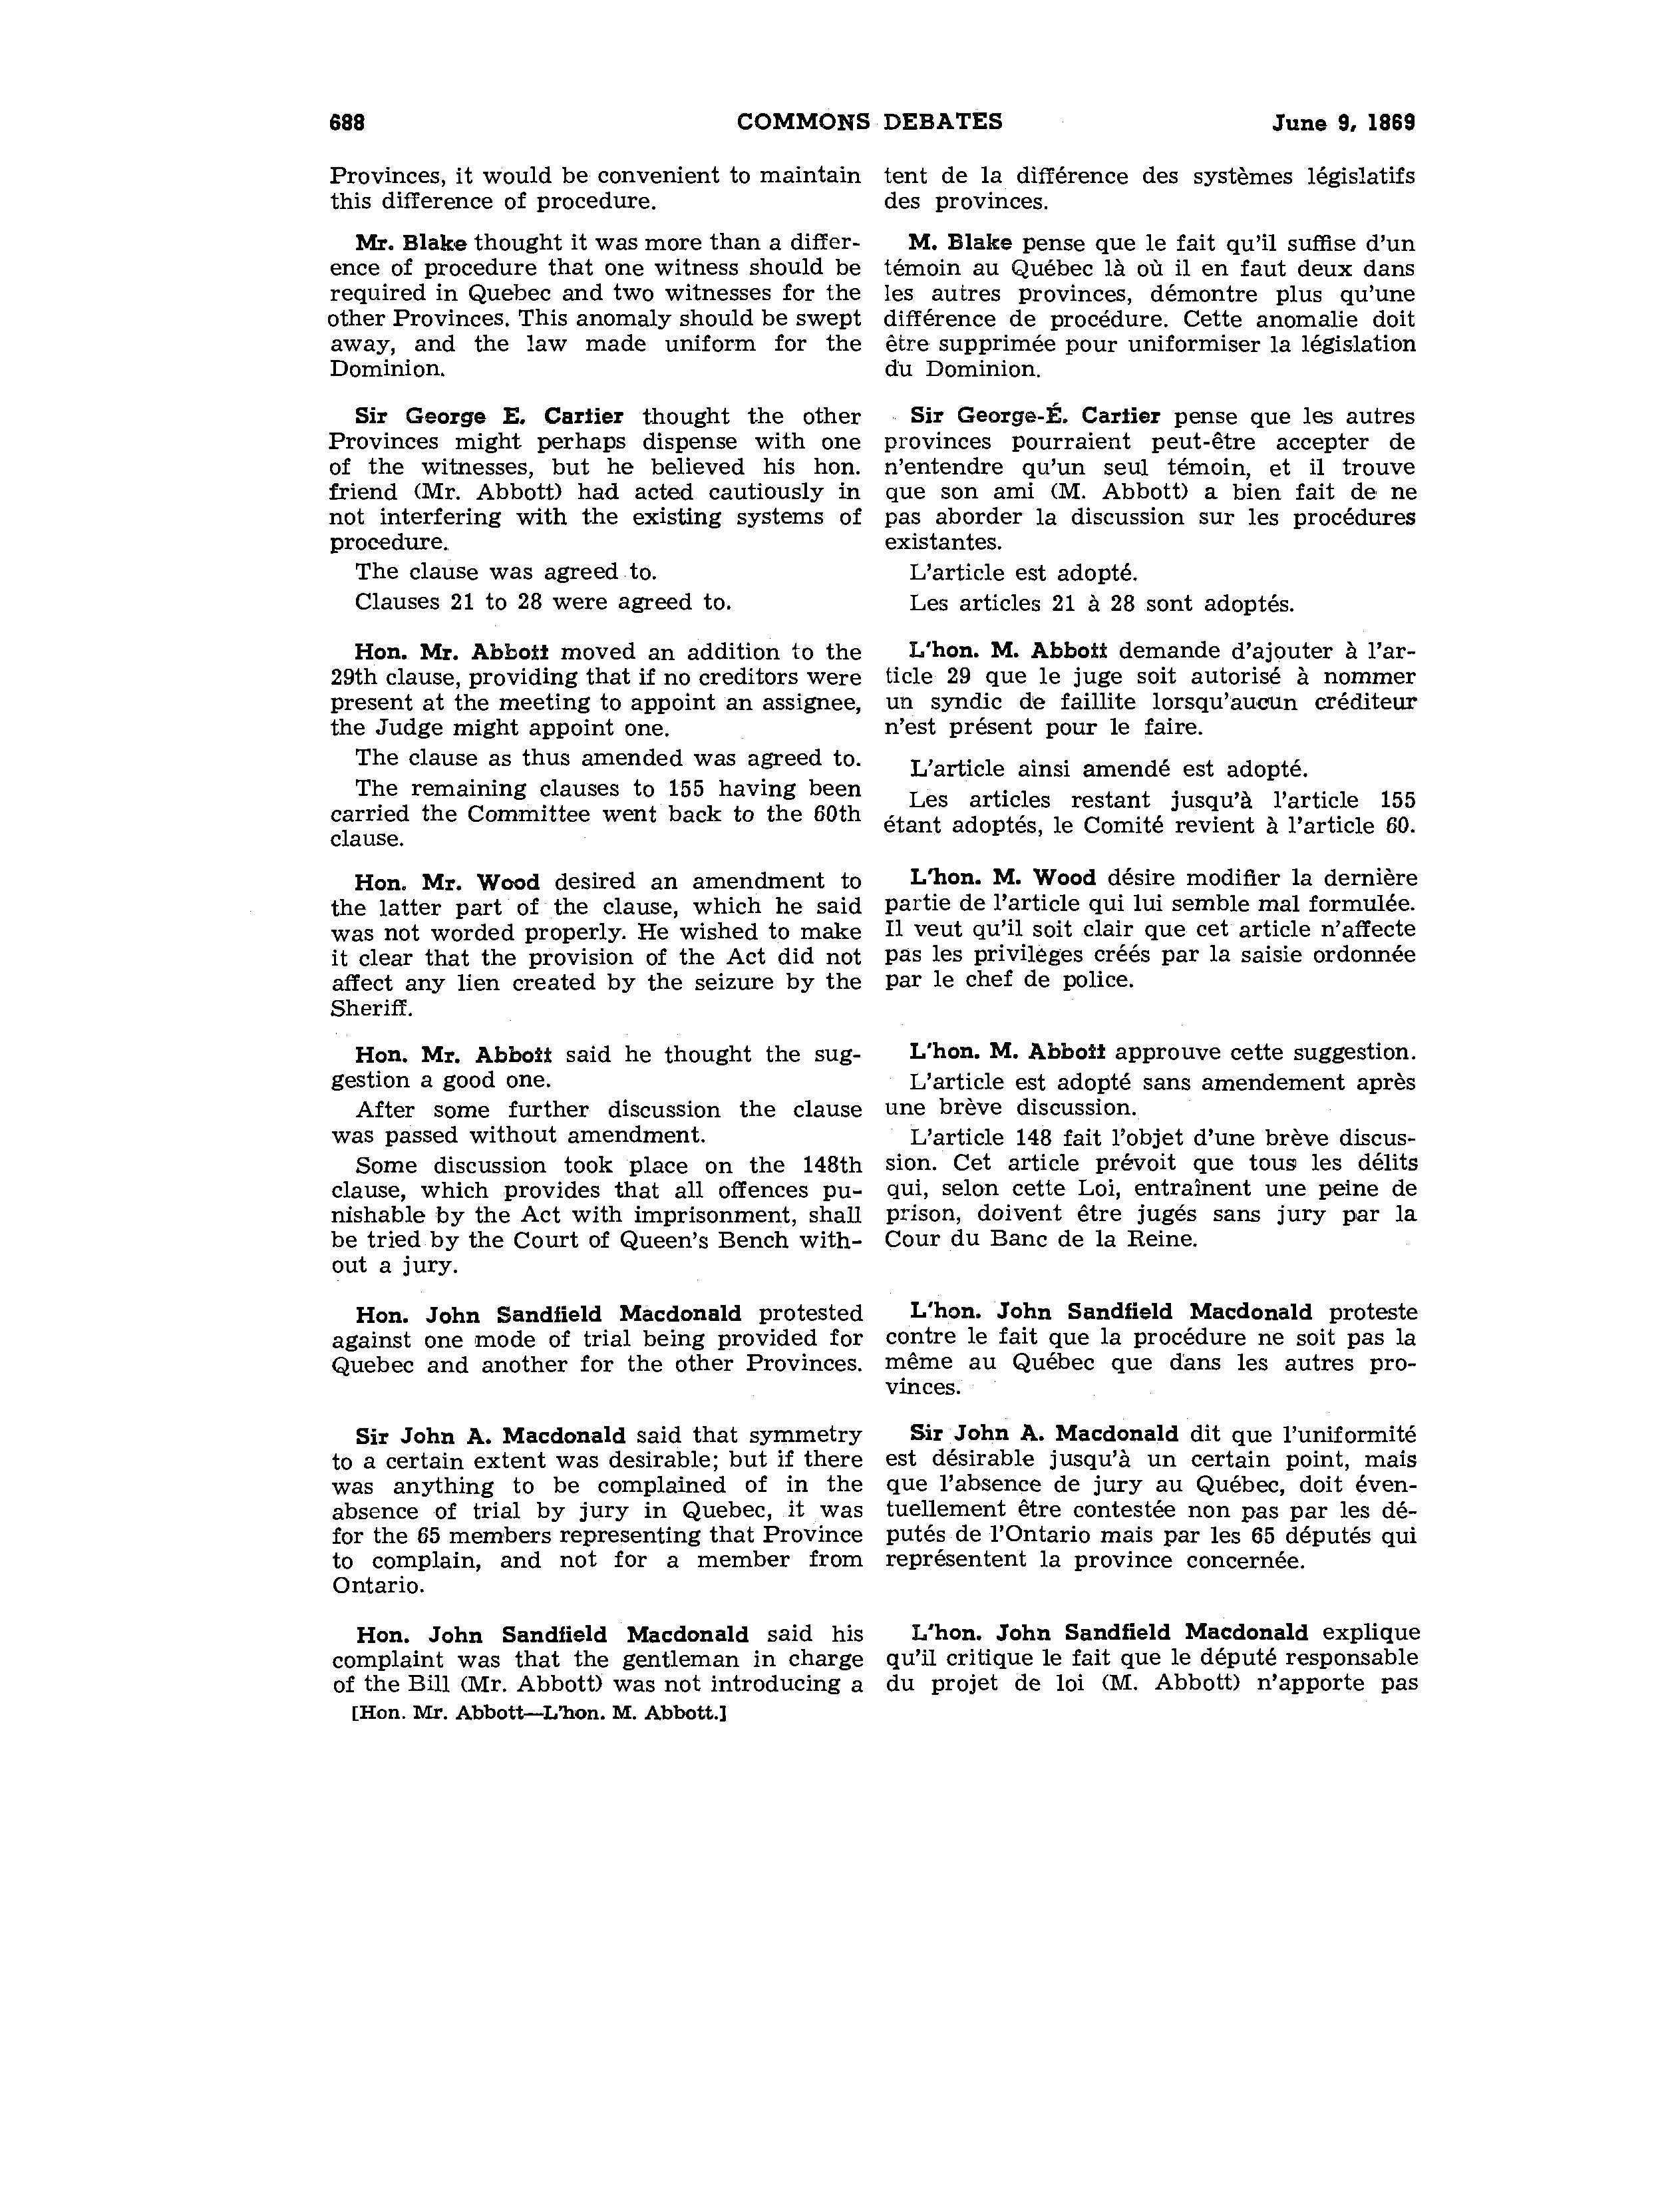 688 COMMONS DEBATES June 9, 1869
Provinces, it would be convenient to maintain
this difference of procedure.
Mr. Blake thought it was more than a differ-
ence of procedure that one witness should be
required in Quebec and two witnesses for the
other Provinces. This anomaly should be swept
away, and the law made uniform for the
Dominion.
Sir George E. Cartier thought the other
Provinces might perhaps dispense with one
of the witnesses, but he believed his hon.
friend (Mr. Abbott) had acted cautiously in
not interfering with the existing systems of
procedure.
The clause was agreed to.
Clauses 21 to 28 were agreed to.
Hon. Mr. Abbott moved an addition to the
29th clause, providing that if no creditors were
present at the meeting to appoint an assignee,
the Judge might appoint one.
The clause as thus amended was agreed to.
The remaining clauses to 155 having been
carried the Committee went back to the 60th
clause.
Hon. Mr. Wood desired an amendment to
the latter part of the clause, which he said
was not worded properly. He wished to make
it clear that the provision of the Act did not
affect any lien created by the seizure by the
Sheriff.
Hon. Mr. Abbott said he thought the sug-
gestion a good one.
After some further discussion the clause
was passed without amendment.
Some discussion took place on the 148th
clause, which provides that all offences pu-
nishable by the Act with imprisonment, shall
be tried by the Court of Queen's Bench with-
out a jury.
Hon. John Sandfield Macdonald protested
against one mode of trial being provided for
Quebec and another for the other Provinces.
Sir John A. Macdonald said that symmetry
to a certain extent was desirable; but if there
was anything to be complained of in the
absence of trial by jury in Quebec, it was
for the 65 members representing that Province
to complain, and not for a member from
Ontario.
Hon. John Sandfield Macdonald said his
complaint was that the gentleman in charge
of the Bill (Mr. Abbott) was not introducing a
[Hon. Mr. Abbott—L'hon. M. Abbott.]
tent de la différence des systèmes législatifs
des provinces.
M. Blake pense que le fait qu'il suffise d'un
témoin au Québec là où il en faut deux dans
les autres provinces, démontre plus qu'une
différence de procédure. Cette anomalie doit
être supprimée pour uniformiser la législation
du Dominion.
Sir George-É. Cartier pense que les autres
provinces pourraient peut-être accepter de
n'entendre qu'un seul témoin, et il trouve
que son ami (M. Abbott) a bien fait de ne
pas aborder la discussion sur les procédures
existantes.
L'article est adopté.
Les articles 21 à 28 sont adoptés.
L'hon. M. Abbott demande d'ajouter à l'ar-
ticle 29 que le juge soit autorisé à nommer
un syndic de faillite lorsqu'aucun créditeur
n'est présent pour le faire.
L'article ainsi amendé est adopté.
Les articles restant jusqu'à l'article 155
étant adoptés, le Comité revient à l'article 60.
L'hon. M. Wood désire modifier la dernière
partie de l'article qui lui semble mal formulée.
Il veut qu'il soit clair que cet article n'affecte
pas les privilèges créés par la saisie ordonnée
par le chef de police.
L'hon. M. Abbott approuve cette suggestion.
L'article est adopté sans amendement après
une brève discussion.
L'article 148 fait l'objet d'une brève discus-
sion. Cet article prévoit que tous les délits
qui, selon cette Loi, entraînent une peine de
prison, doivent être jugés sans jury par la
Cour du Banc de la Reine.
L'hon. John Sandfield Macdonald proteste
contre le fait que la procédure ne soit pas la
même au Québec que dans les autres pro-
vinces.
Sir John A. Macdonald dit que l'uniformité
est désirable jusqu'à un certain point, mais
que l'absence de jury au Québec, doit éven-
tuellement être contestée non pas par les dé-
putés de l'Ontario mais par les 65 députés qui
représentent la province concernée.
L'hon. John Sandfield Macdonald explique
qu'il critique le fait que le député responsable
du projet de loi (M. Abbott) n'apporte pas